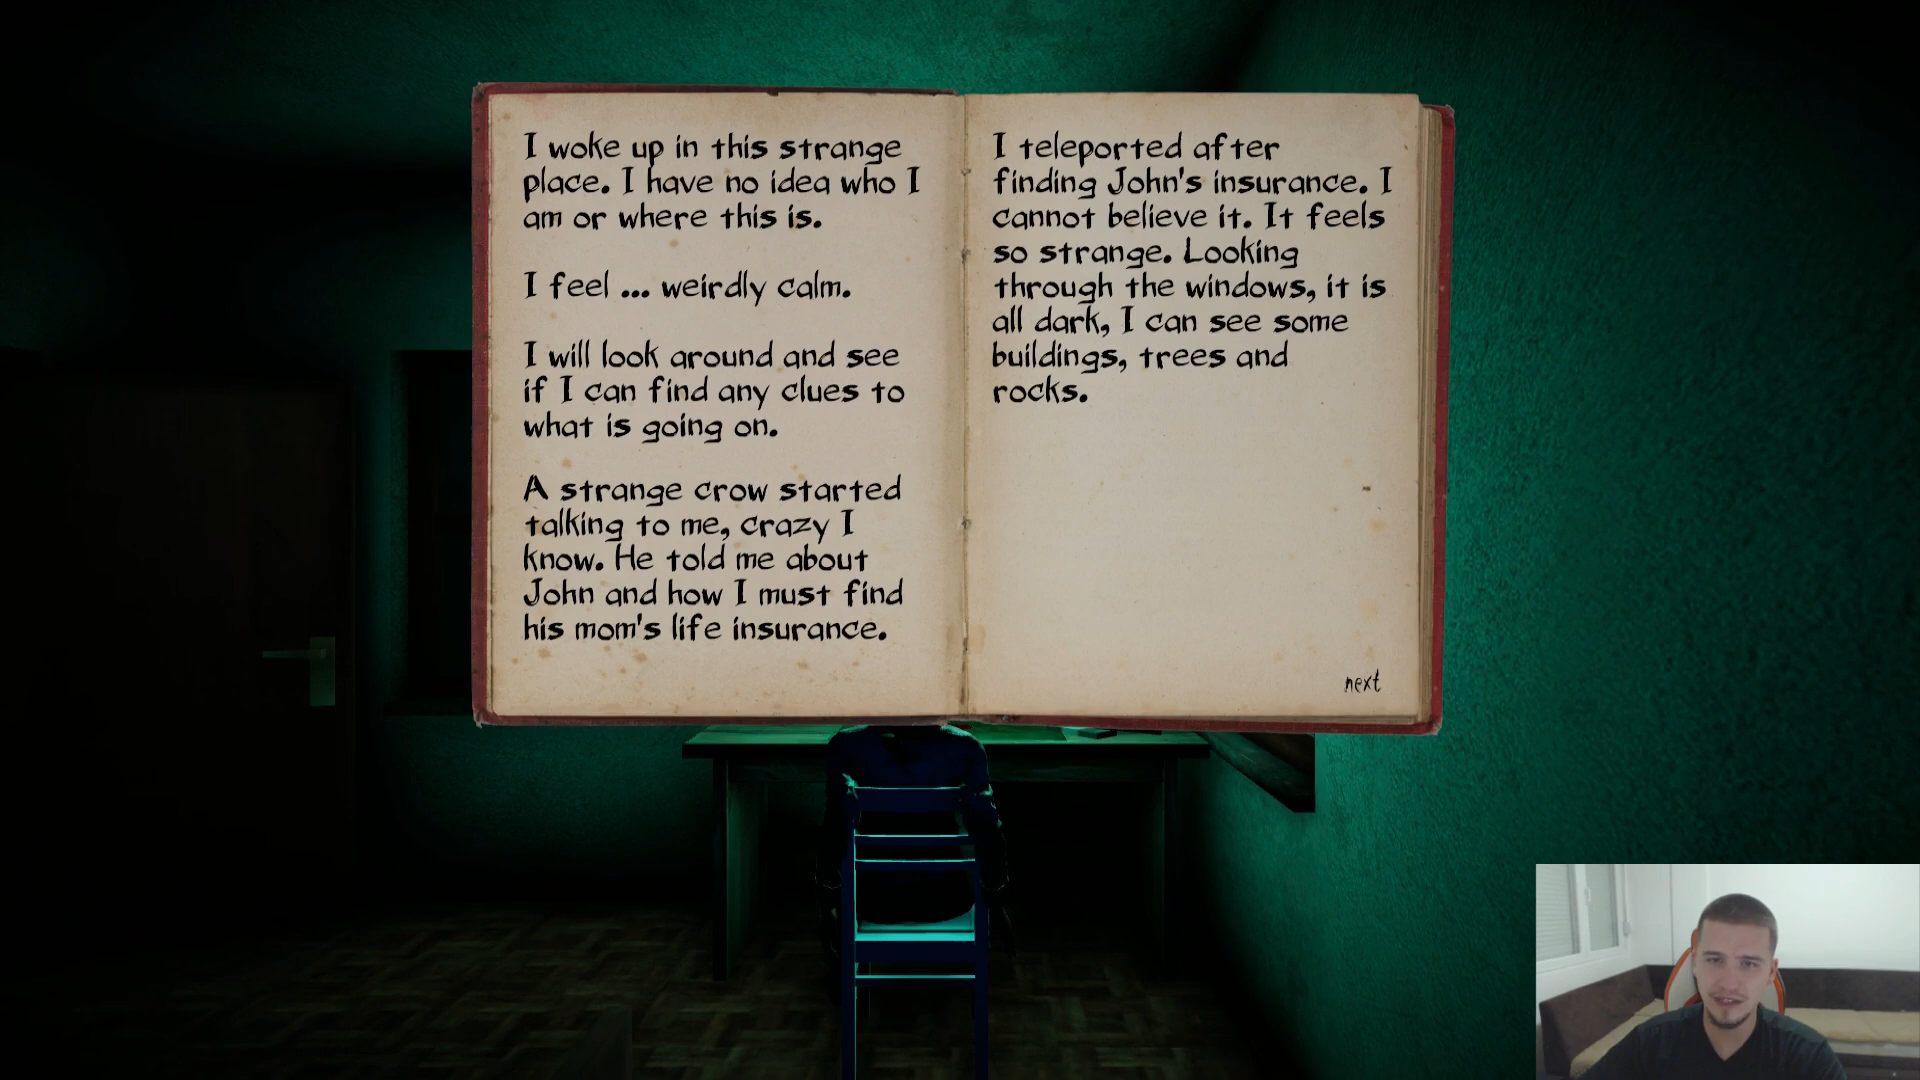 I woke up in this strange
place. I have no idea who I
am or where this is.
I feel ... weirdly calm.
I will look around and see
if I can find any clues to
what is going on.
A strange crow started
talking to me, crazy I
know. He told me about
John and how I must find
his mom's life insurance.
I teleported after
finding John's insurance. I
cannot believe it. It feels
so strange. Looking
through the windows, it is
all dark, I can see some
buildings, trees and
rocks.
next